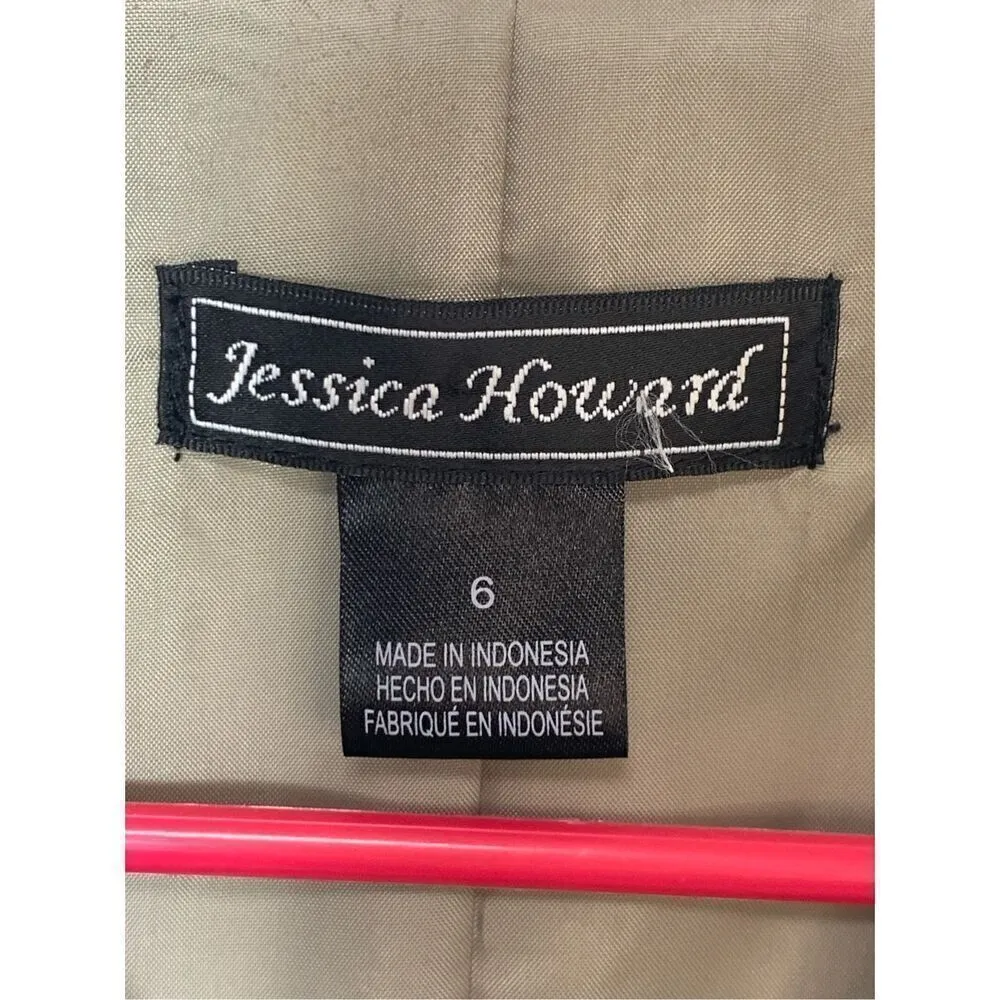 Jessica Howard
6
MADE IN INDONESIA
HECHO EN INDONESIA
FABRIQUÉ EN INDONÉSIE